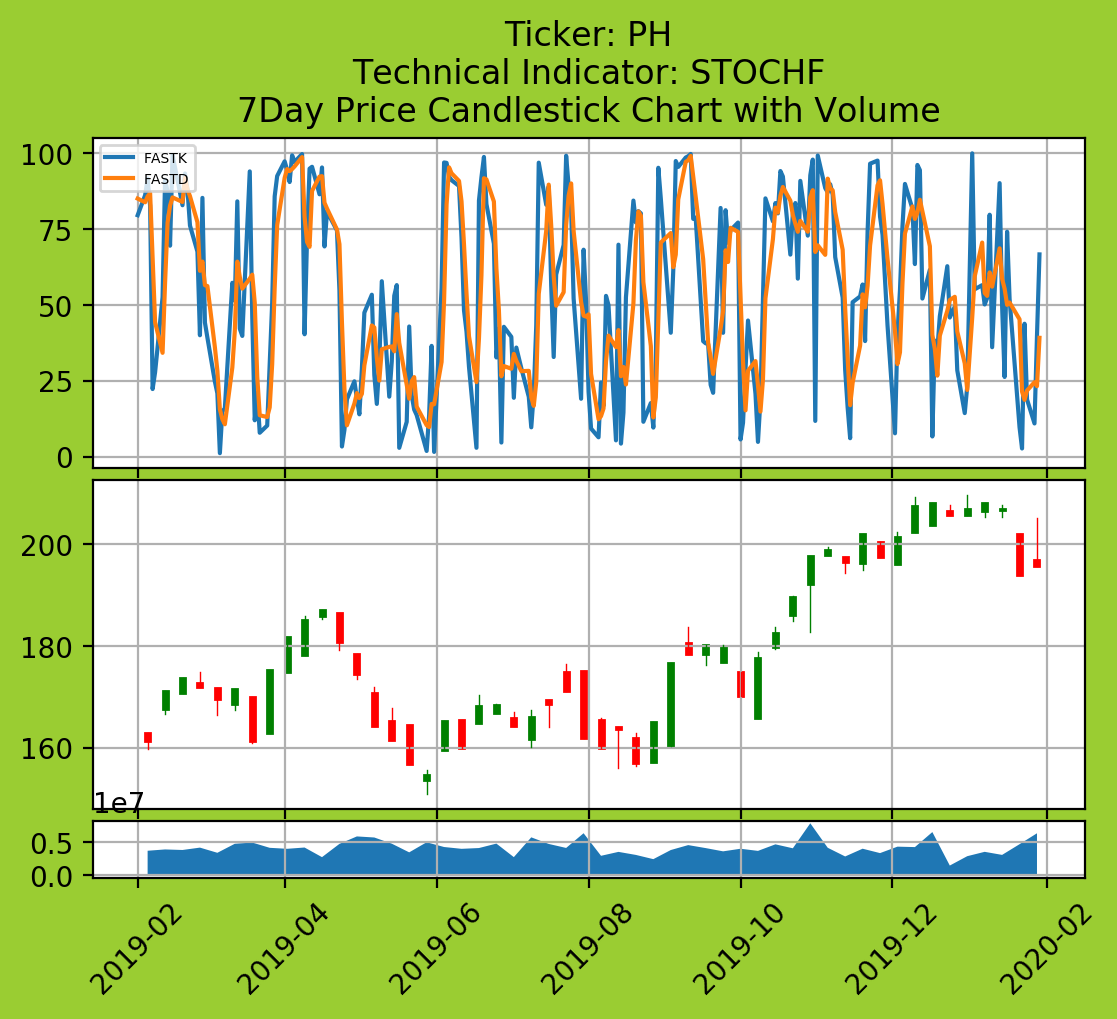 Ticker: PH
Technical Indicator: STOCHF
7Day Price Candlestick Chart with Volume
100
75
50
25
0
FASTK
FASTD
200
180
160
1e7
0.5
0.0
2019-02
2019-04
2019-06
2019-08
2019-10
2019-12
2020-02